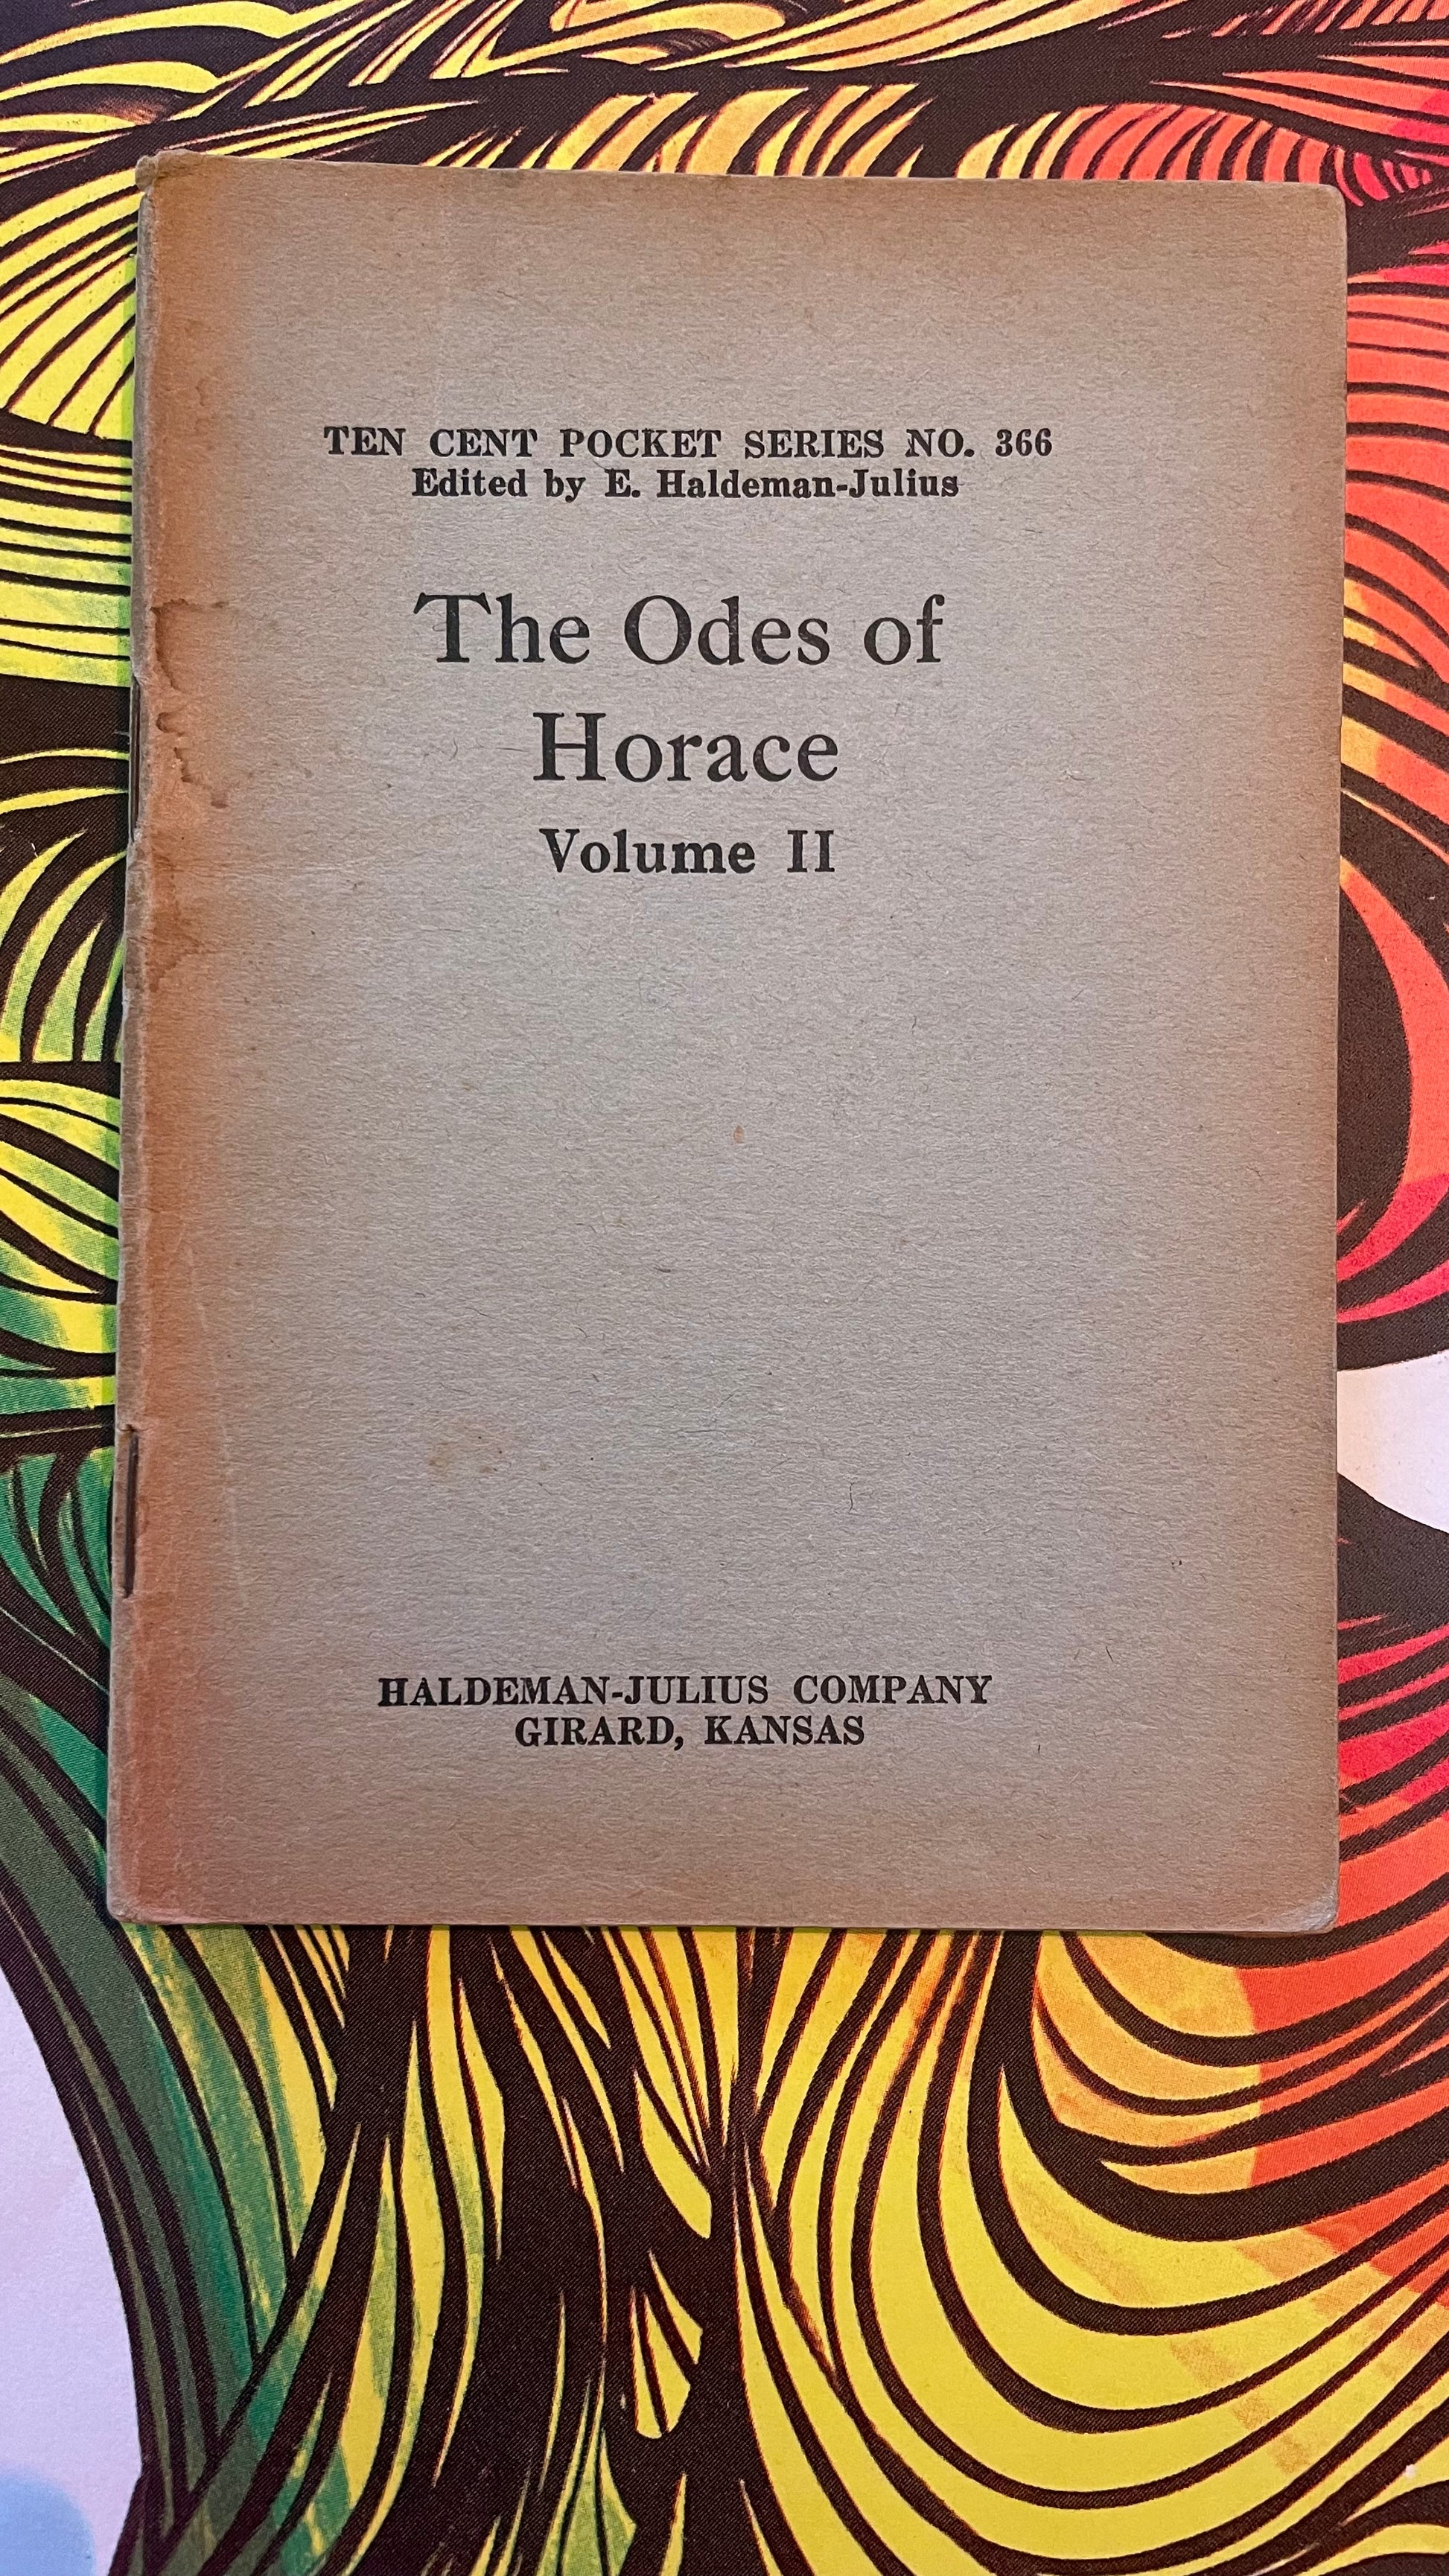 TEN CENT POCKET SERIES NO. 366
Edited by E. Haldeman-Julius
The Odes of
Horace
Volume II
HALDEMAN-JULIUS COMPANY
GIRARD, KANSAS